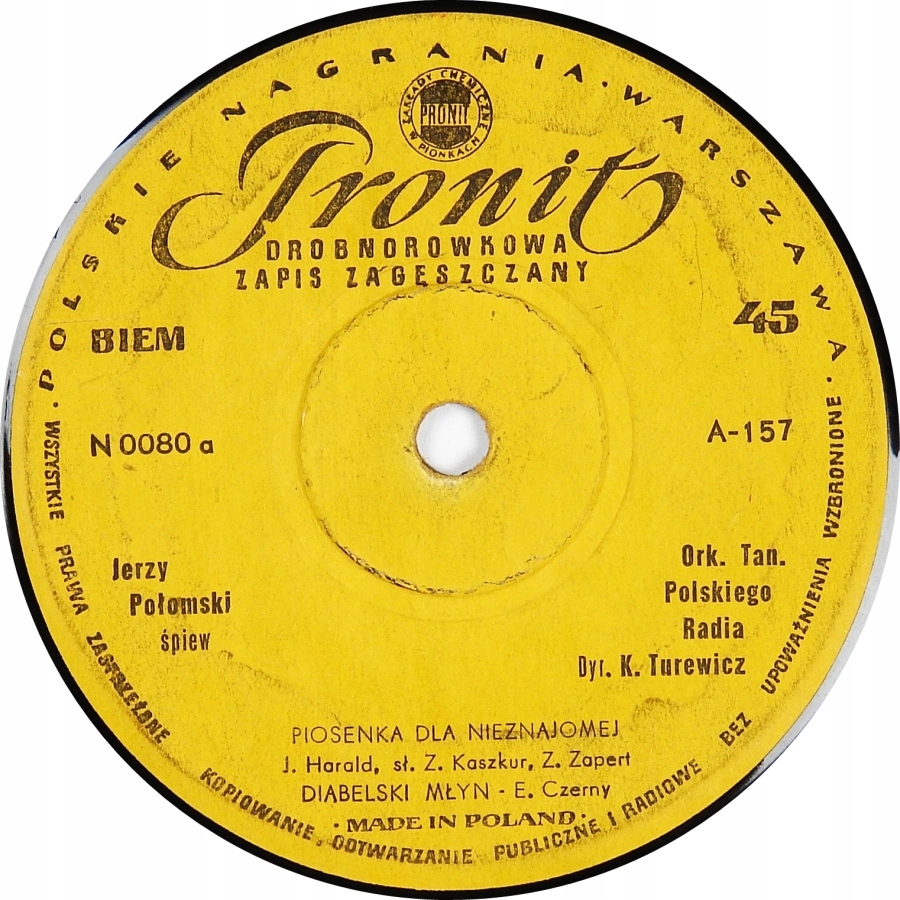 POLSKIE NAGRANIA · WARSZAWA ·
ZAKŁADY CHEMICZNE
PRONIT
W PIONKACH
Pronit
DROBNOROWKOWA
ZAPIS ZAGĘSZCZANY
BIEM
45
N 0080 a
A-157
Jerzy
Połomski
śpiew
Ork. Tan.
Polskiego
Radia
Dyr. K. Turewicz
PIOSENKA DLA NIEZNAJOMEJ
J. Harald, sł. Z. Kaszkur, Z. Zapert
DIABELSKI MŁYN - E. Czerny
· MADE IN POLAND ·
· WSZYSTKIE PRAWA ZASTRZEŻONE
KOPIOWANIE, ODTWARZANIE PUBLICZNE I RADIOWE BEZ UPOWAŻNIENIA WZBRONIONE ·